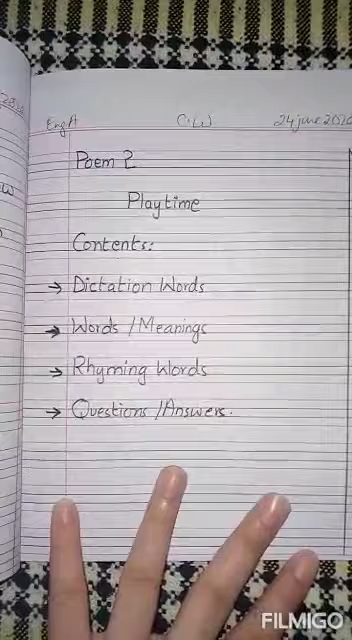 Eng A C.W 24 june 2020
Poem 2
Playtime
Contents:
→ Dictation Words
→ Words / Meanings
→ Rhyming Words
→ Questions /Answers.
FILMIGO